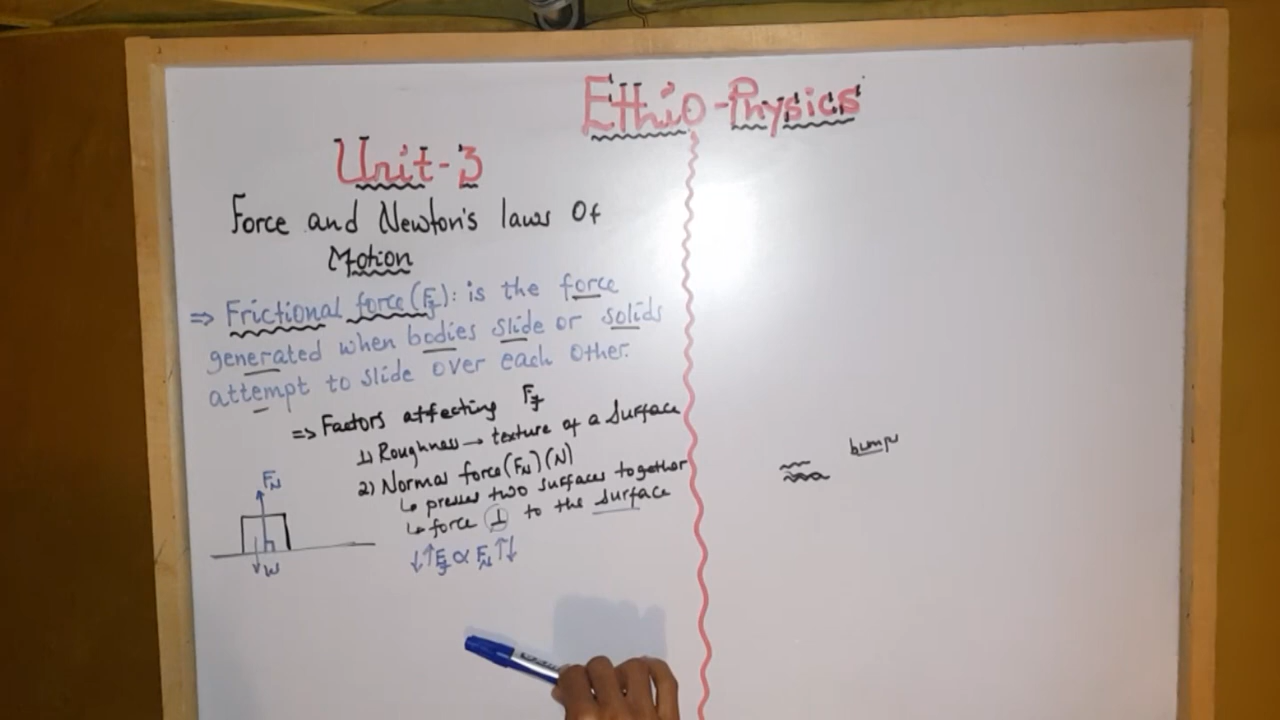 Ethio-Physics
Unit-3
Force and Newton's laws Of
Motion
⇒ Frictional force (Ff): is the force
generated when bodies slide or solids
attempt to slide over each other.
⇒ Factors affecting Ff
1) Roughness → texture of a surface
2) Normal force (FN) (N)
↳ presses two surfaces together
↳ force ⊥ to the surface
↓↑Ff ∝ FN↑↓
FN
W
bump